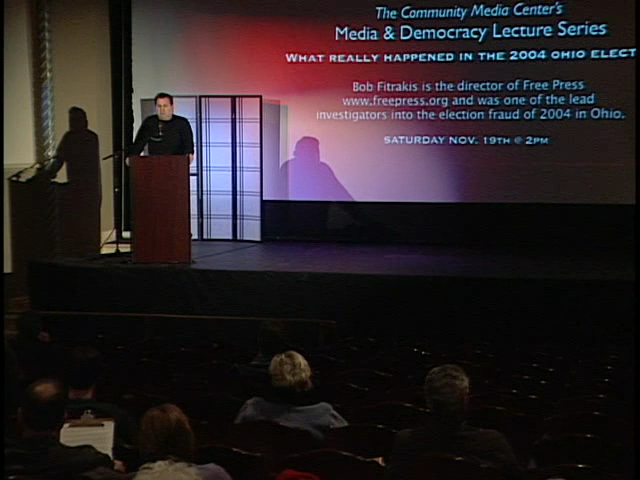 The Community Media Center's
Media & Democracy Lecture Series
WHAT REALLY HAPPENED IN THE 2004 OHIO ELECT
Bob Fitrakis is the director of Free Press
www.freepress.org and was one of the lead
investigators into the election fraud of 2004 in Ohio.
SATURDAY NOV. 19TH @ 2PM